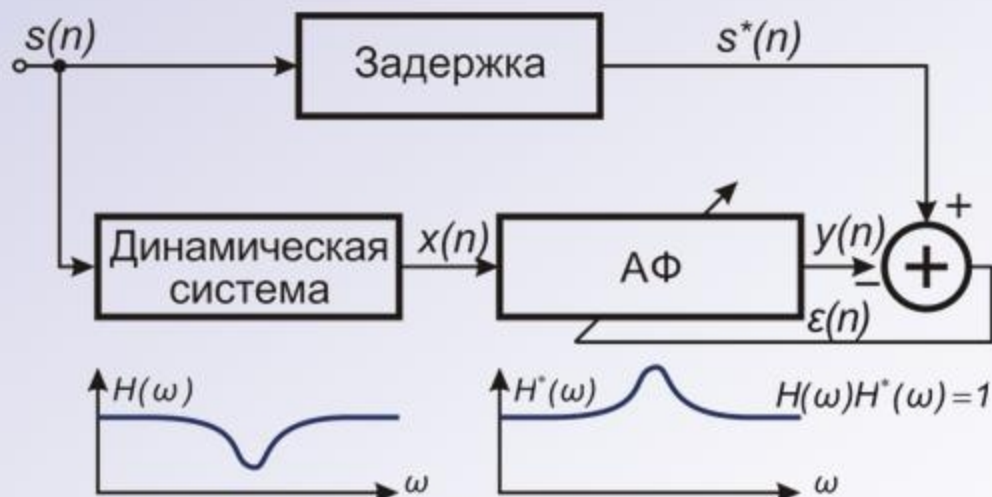 s(n)
Задержка
s*(n)
+
Динамическая
система
x(n)
АФ
y(n)
+
−
ε(n)
H(ω)
ω
H*(ω)
H(ω)H*(ω)=1
ω